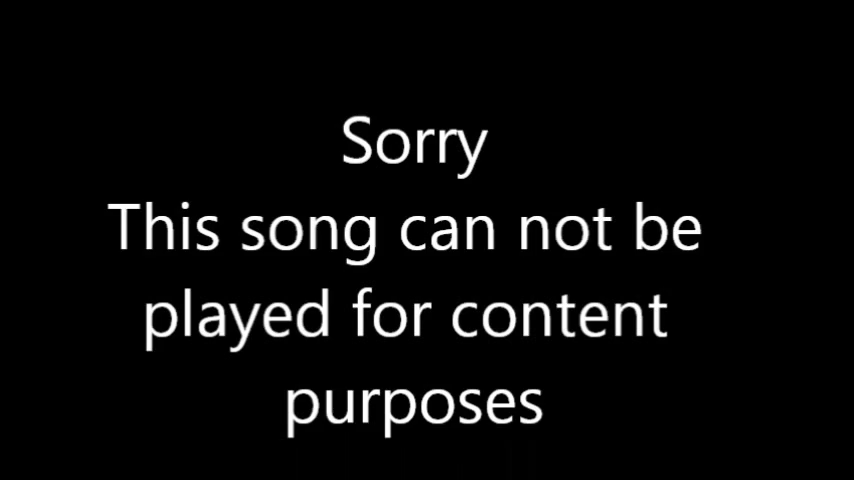 Sorry
This song can not be
played for content
purposes